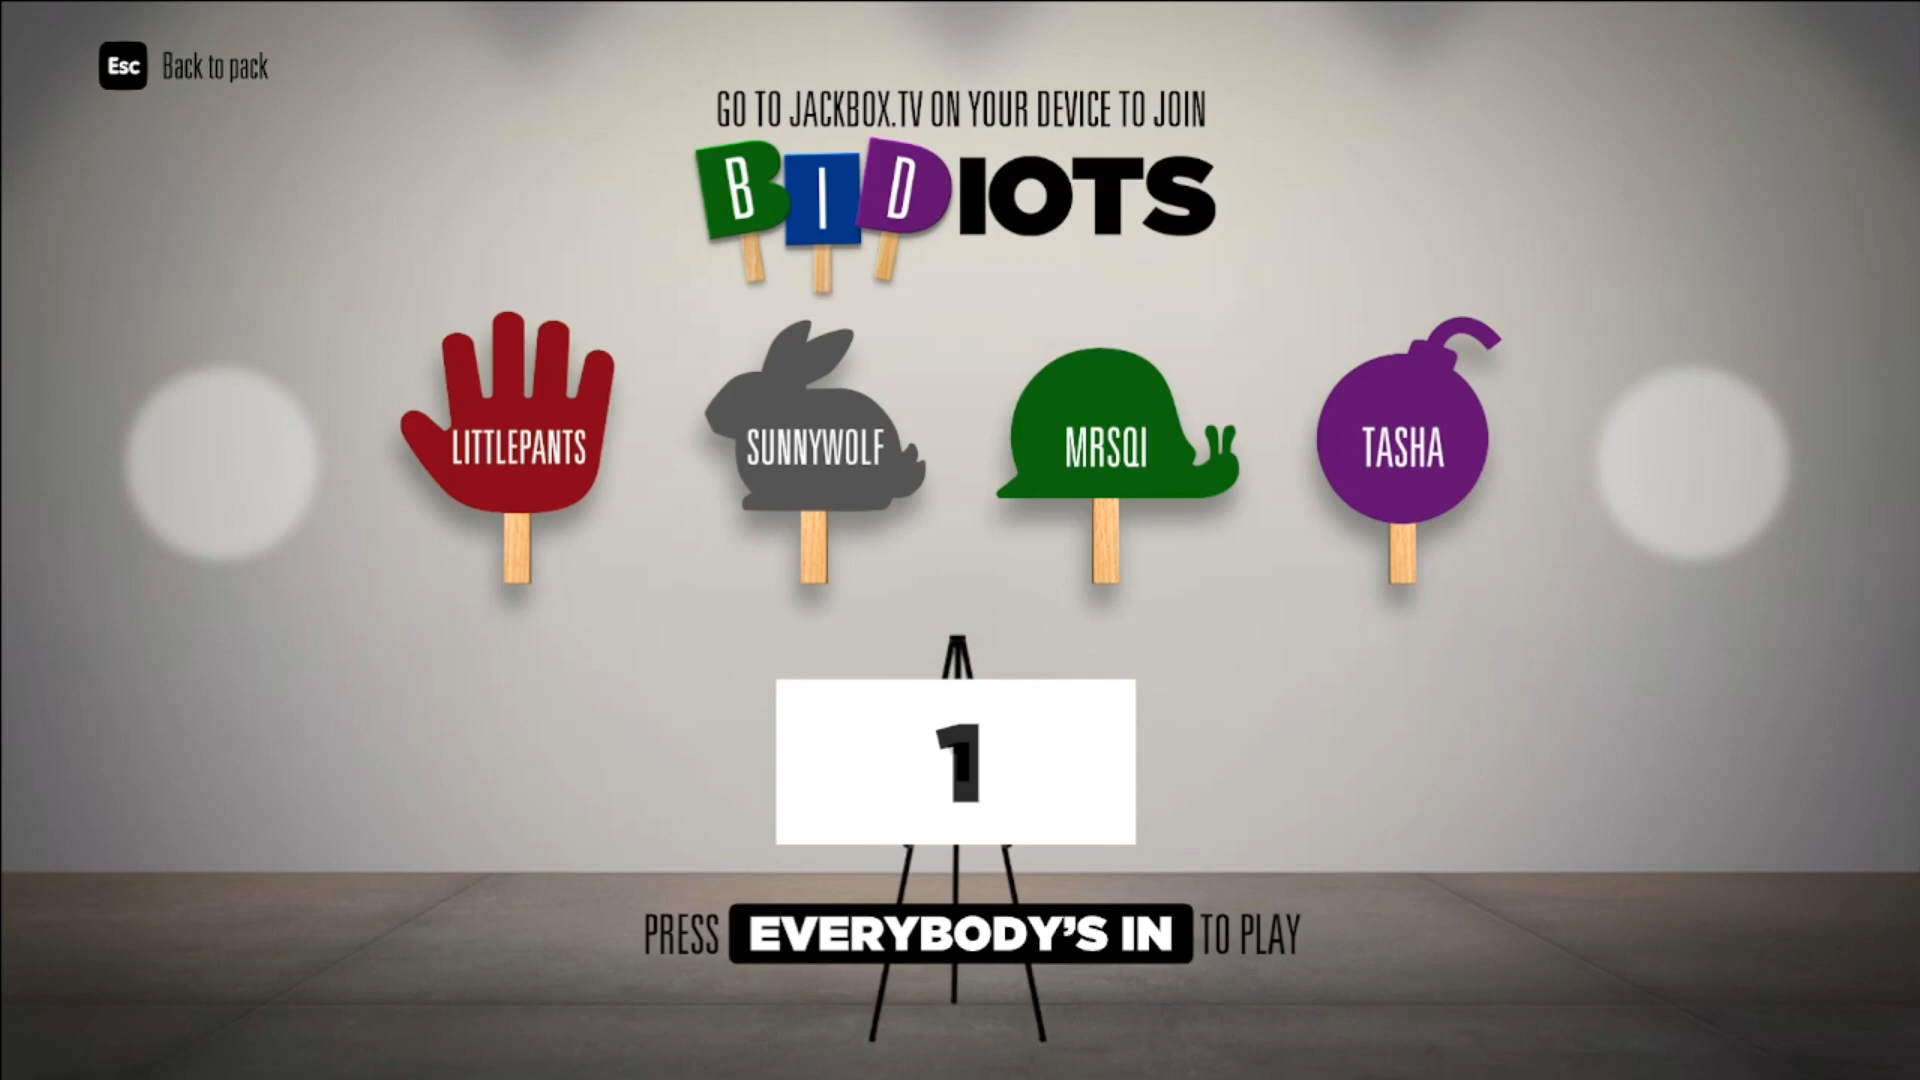 Esc Back to pack
GO TO JACKBOX.TV ON YOUR DEVICE TO JOIN
BIDIOTS
LITTLEPANTS SUNNYWOLF MRSQI TASHA
1
PRESS EVERYBODY'S IN TO PLAY